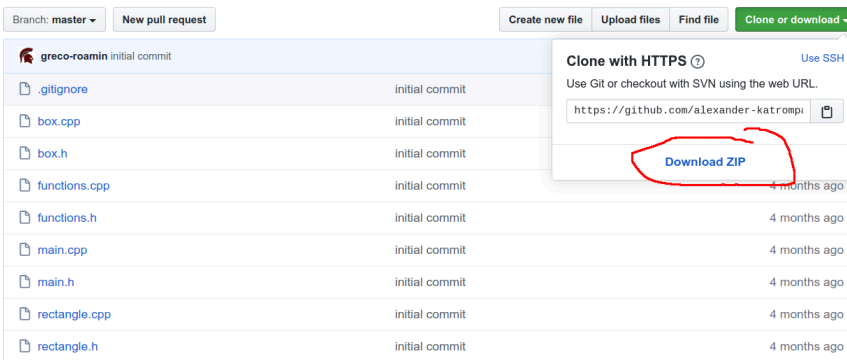 Branch: master New pull request Create new file Upload files Find file Clone or download
greco-roamin initial commit
Clone with HTTPS ? Use SSH
Use Git or checkout with SVN using the web URL.
https://github.com/alexander-katrompa
Download ZIP
.gitignore initial commit
box.cpp initial commit
box.h initial commit
functions.cpp initial commit 4 months ago
functions.h initial commit 4 months ago
main.cpp initial commit 4 months ago
main.h initial commit 4 months ago
rectangle.cpp initial commit 4 months ago
rectangle.h initial commit 4 months ago